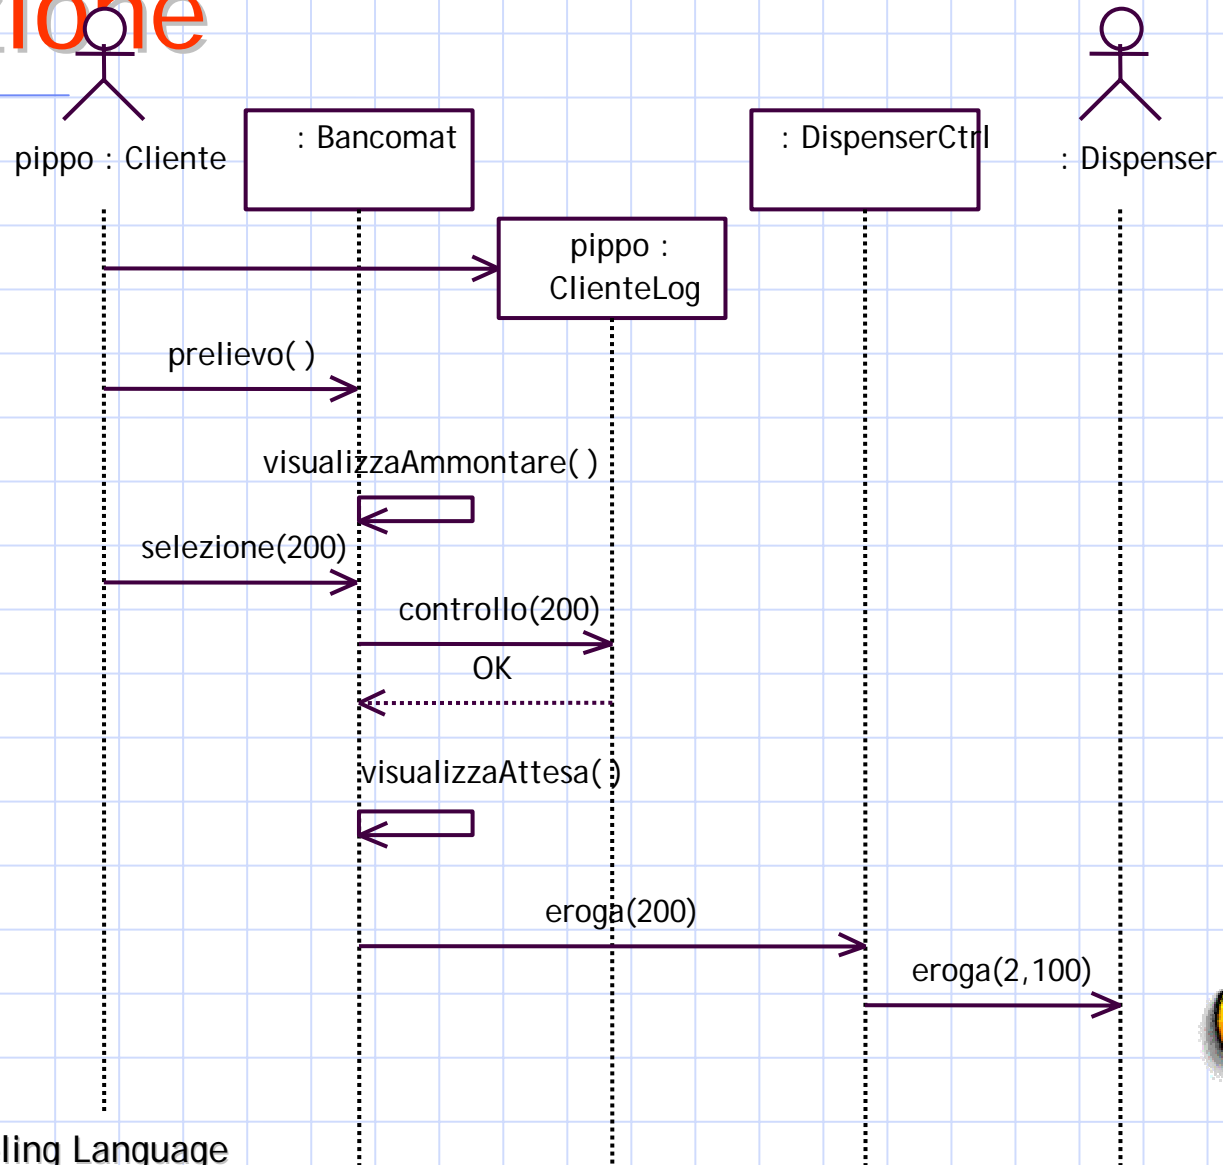 pippo : Cliente
: Bancomat
: DispenserCtrl
: Dispenser
pippo :
ClienteLog
prelievo( )
visualizzaAmmontare( )
selezione(200)
controllo(200)
OK
visualizzaAttesa( )
eroga(200)
eroga(2,100)
ling Language